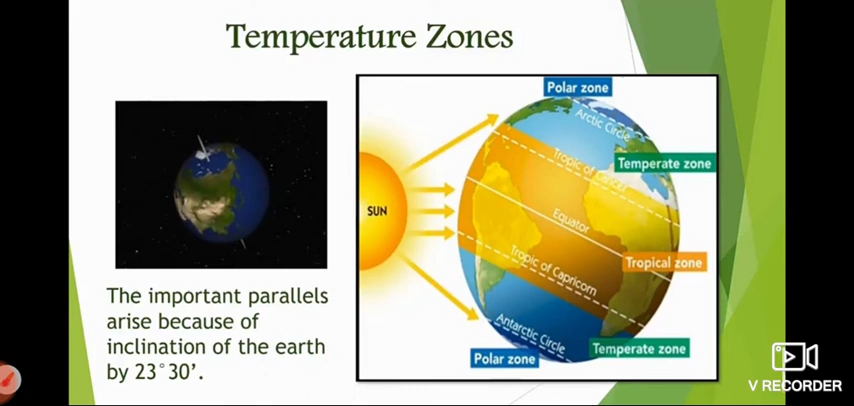 Temperature Zones
Polar zone
Arctic Circle
Temperate zone
Tropic of Cancer
SUN
Equator
Tropical zone
Tropic of Capricorn
Antarctic Circle
Temperate zone
Polar zone
The important parallels
arise because of
inclination of the earth
by 23°30'.
V RECORDER